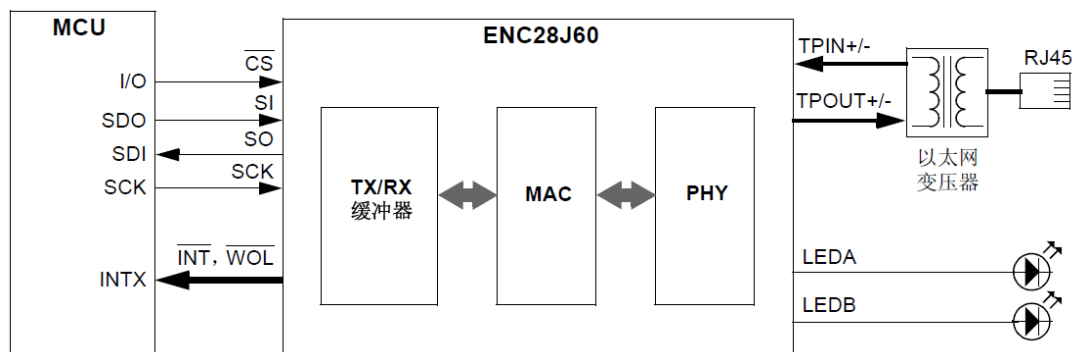 MCU
I/O
SDO
SDI
SCK
INTX
CS
SI
SO
SCK
INT，WOL
ENC28J60
TX/RX
缓冲器
MAC
PHY
TPIN+/-
TPOUT+/-
RJ45
以太网
变压器
LEDA
LEDB